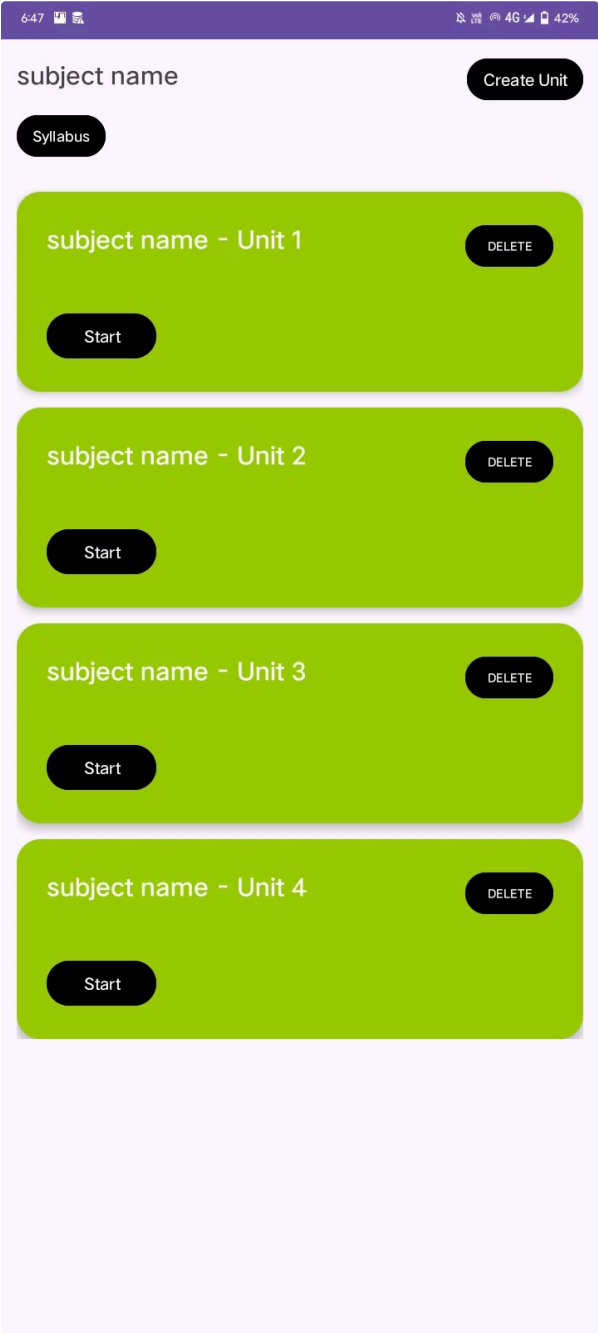 6:47 4G 42%
subject name
Create Unit
Syllabus
subject name - Unit 1
DELETE
Start
subject name - Unit 2
DELETE
Start
subject name - Unit 3
DELETE
Start
subject name - Unit 4
DELETE
Start